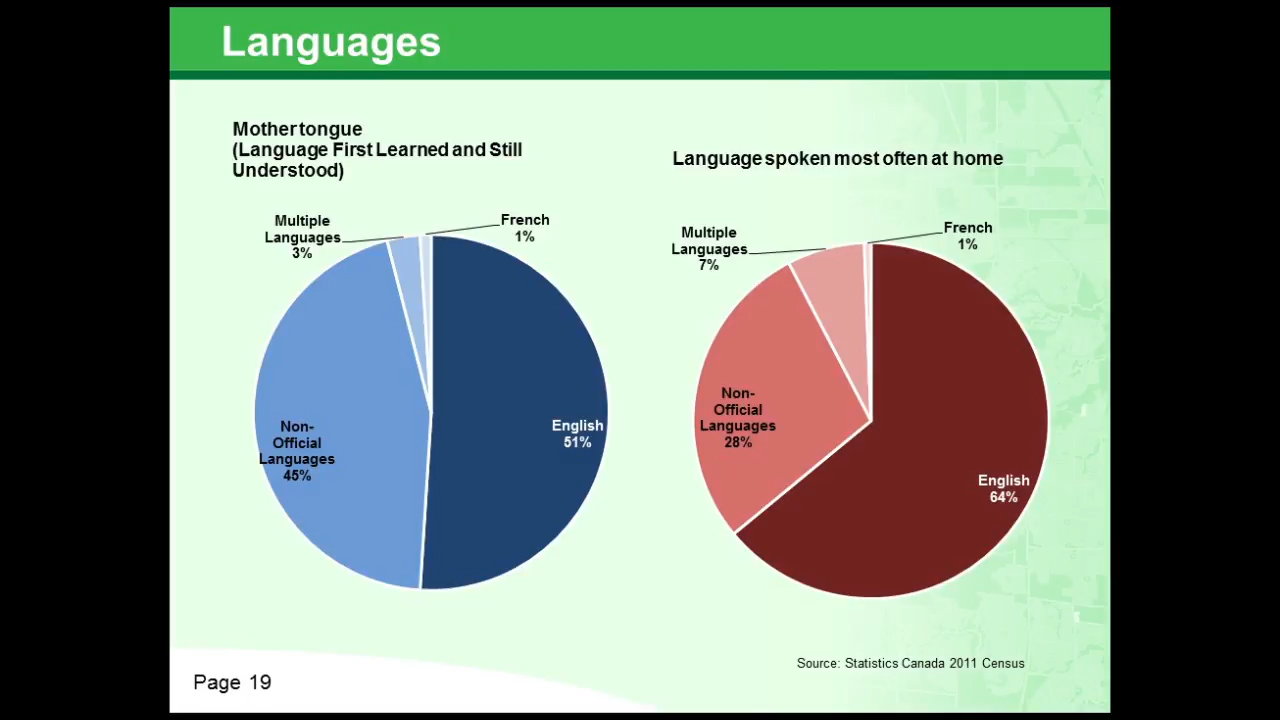 Languages
Mother tongue
(Language First Learned and Still
Understood)
Multiple
Languages
3%
French
1%
Non-
Official
Languages
45%
English
51%
Language spoken most often at home
Multiple
Languages
7%
French
1%
Non-
Official
Languages
28%
English
64%
Source: Statistics Canada 2011 Census
Page 19